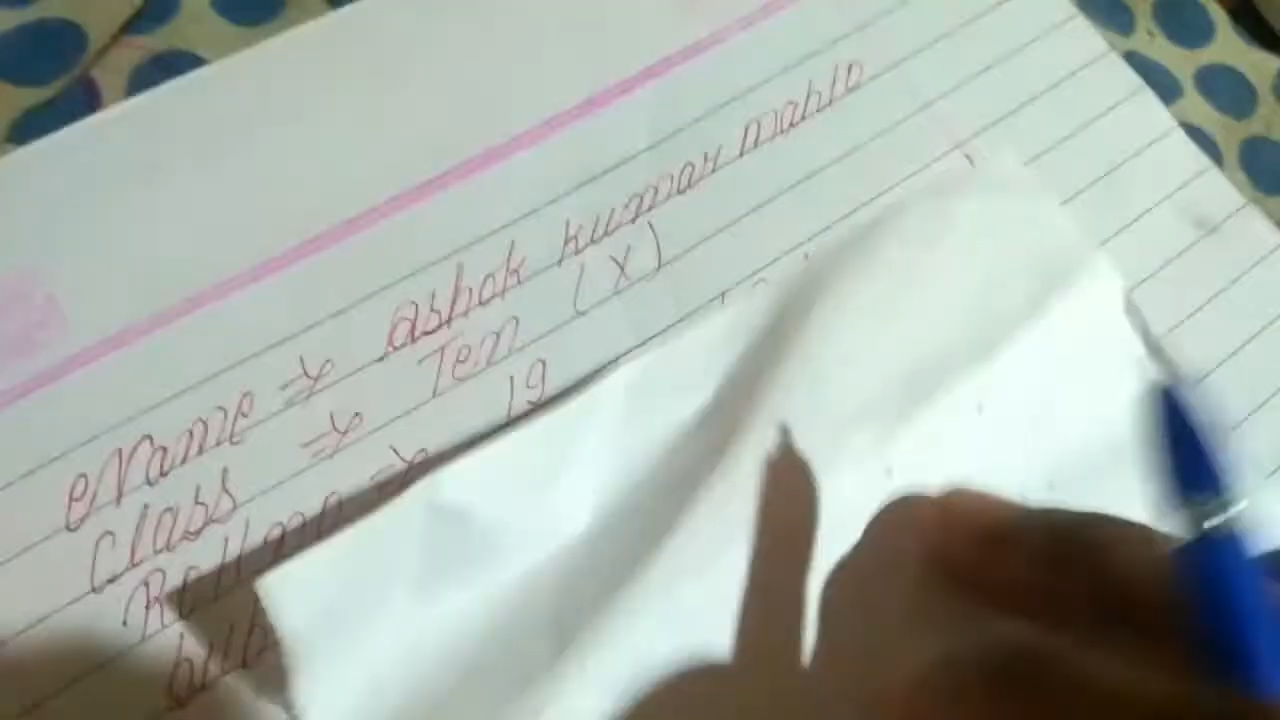 Name ⇒ ashok kumar mahto
Class ⇒ Ten (X)
Roll no ⇒ 19